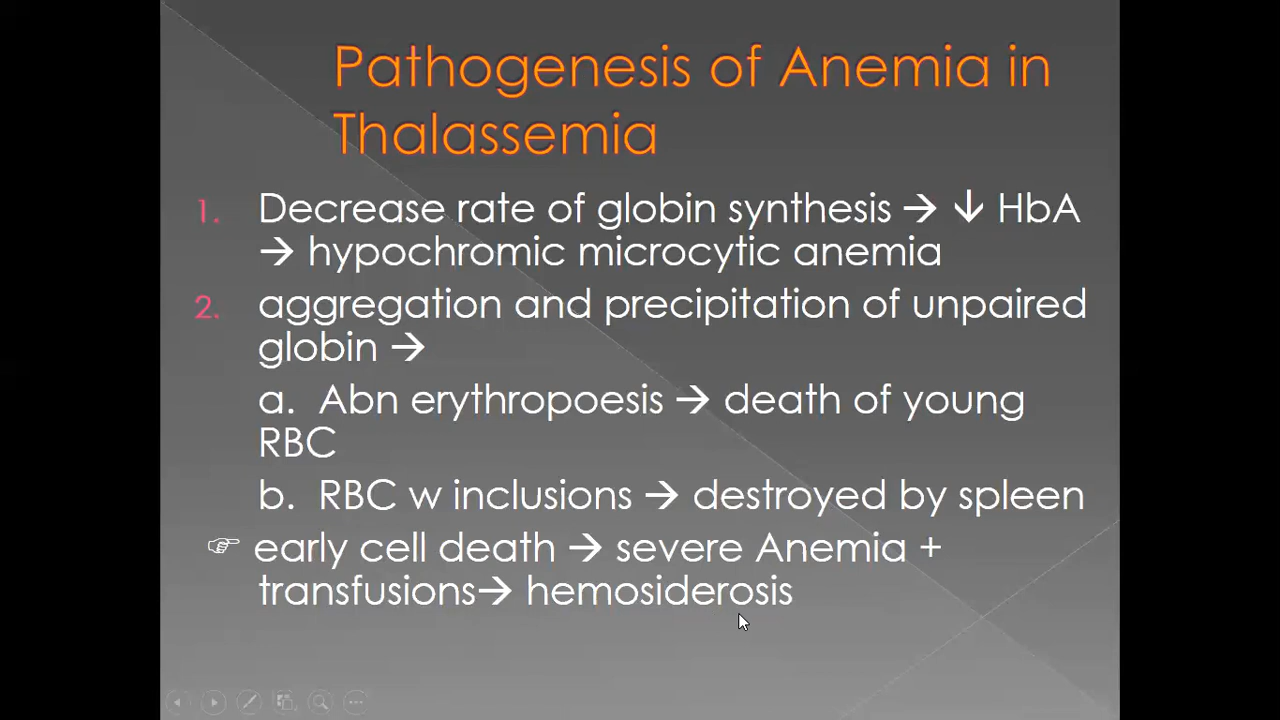 Pathogenesis of Anemia in
Thalassemia
1. Decrease rate of globin synthesis → ↓ HbA
→ hypochromic microcytic anemia
2. aggregation and precipitation of unpaired
globin →
a. Abn erythropoesis → death of young
RBC
b. RBC w inclusions → destroyed by spleen
☞ early cell death → severe Anemia +
transfusions→ hemosiderosis